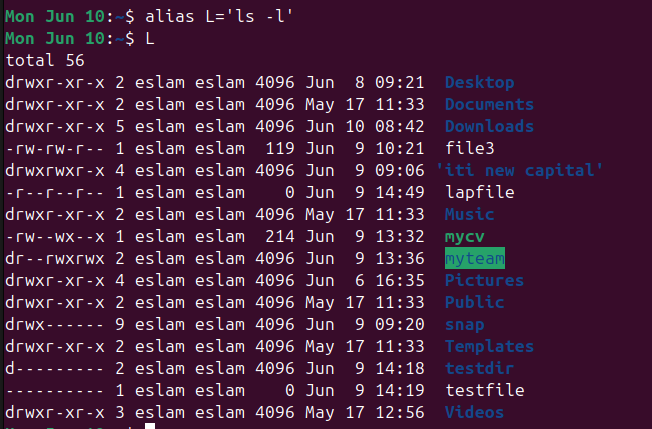 Mon Jun 10:~$ alias L='ls -l'
Mon Jun 10:~$ L
total 56
drwxr-xr-x 2 eslam eslam 4096 Jun  8 09:21  Desktop
drwxr-xr-x 2 eslam eslam 4096 May 17 11:33  Documents
drwxr-xr-x 5 eslam eslam 4096 Jun 10 08:42  Downloads
-rw-rw-r-- 1 eslam eslam  119 Jun  9 10:21  file3
drwxrwxr-x 4 eslam eslam 4096 Jun  9 09:06 'iti new capital'
-r--r--r-- 1 eslam eslam    0 Jun  9 14:49  lapfile
drwxr-xr-x 2 eslam eslam 4096 May 17 11:33  Music
-rw--wx--x 1 eslam eslam  214 Jun  9 13:32  mycv
dr--rwxrwx 2 eslam eslam 4096 Jun  9 13:36  myteam
drwxr-xr-x 4 eslam eslam 4096 Jun  6 16:35  Pictures
drwxr-xr-x 2 eslam eslam 4096 May 17 11:33  Public
drwx------ 9 eslam eslam 4096 Jun  9 09:20  snap
drwxr-xr-x 2 eslam eslam 4096 May 17 11:33  Templates
d--------- 2 eslam eslam 4096 Jun  9 14:18  testdir
---------- 1 eslam eslam    0 Jun  9 14:19  testfile
drwxr-xr-x 3 eslam eslam 4096 May 17 12:56  Videos
Mon Jun 10:~$